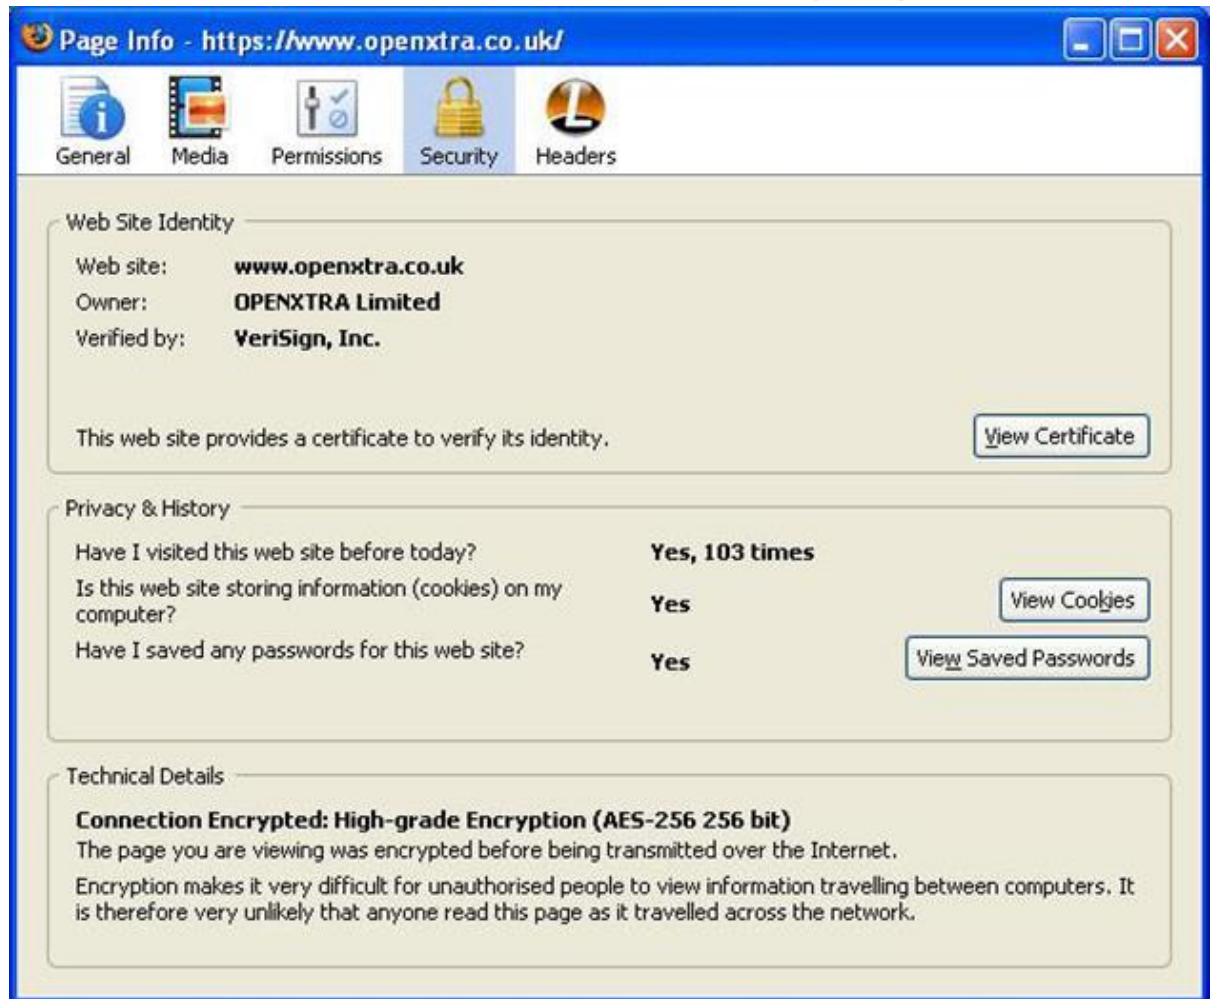 Page Info - https://www.openxtra.co.uk/
General Media Permissions Security Headers
Web Site Identity
Web site: www.openxtra.co.uk
Owner: OPENXTRA Limited
Verified by: VeriSign, Inc.
This web site provides a certificate to verify its identity. View Certificate
Privacy & History
Have I visited this web site before today? Yes, 103 times
Is this web site storing information (cookies) on my
computer? Yes View Cookies
Have I saved any passwords for this web site? Yes View Saved Passwords
Technical Details
Connection Encrypted: High-grade Encryption (AES-256 256 bit)
The page you are viewing was encrypted before being transmitted over the Internet.
Encryption makes it very difficult for unauthorised people to view information travelling between computers. It
is therefore very unlikely that anyone read this page as it travelled across the network.